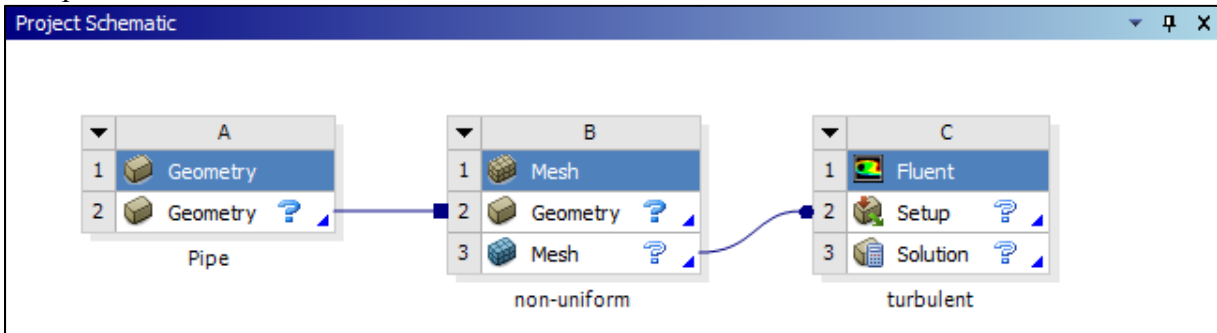 Project Schematic
A
1 Geometry
2 Geometry ?
Pipe
B
1 Mesh
2 Geometry ?
3 Mesh ?
non-uniform
C
1 Fluent
2 Setup ?
3 Solution ?
turbulent